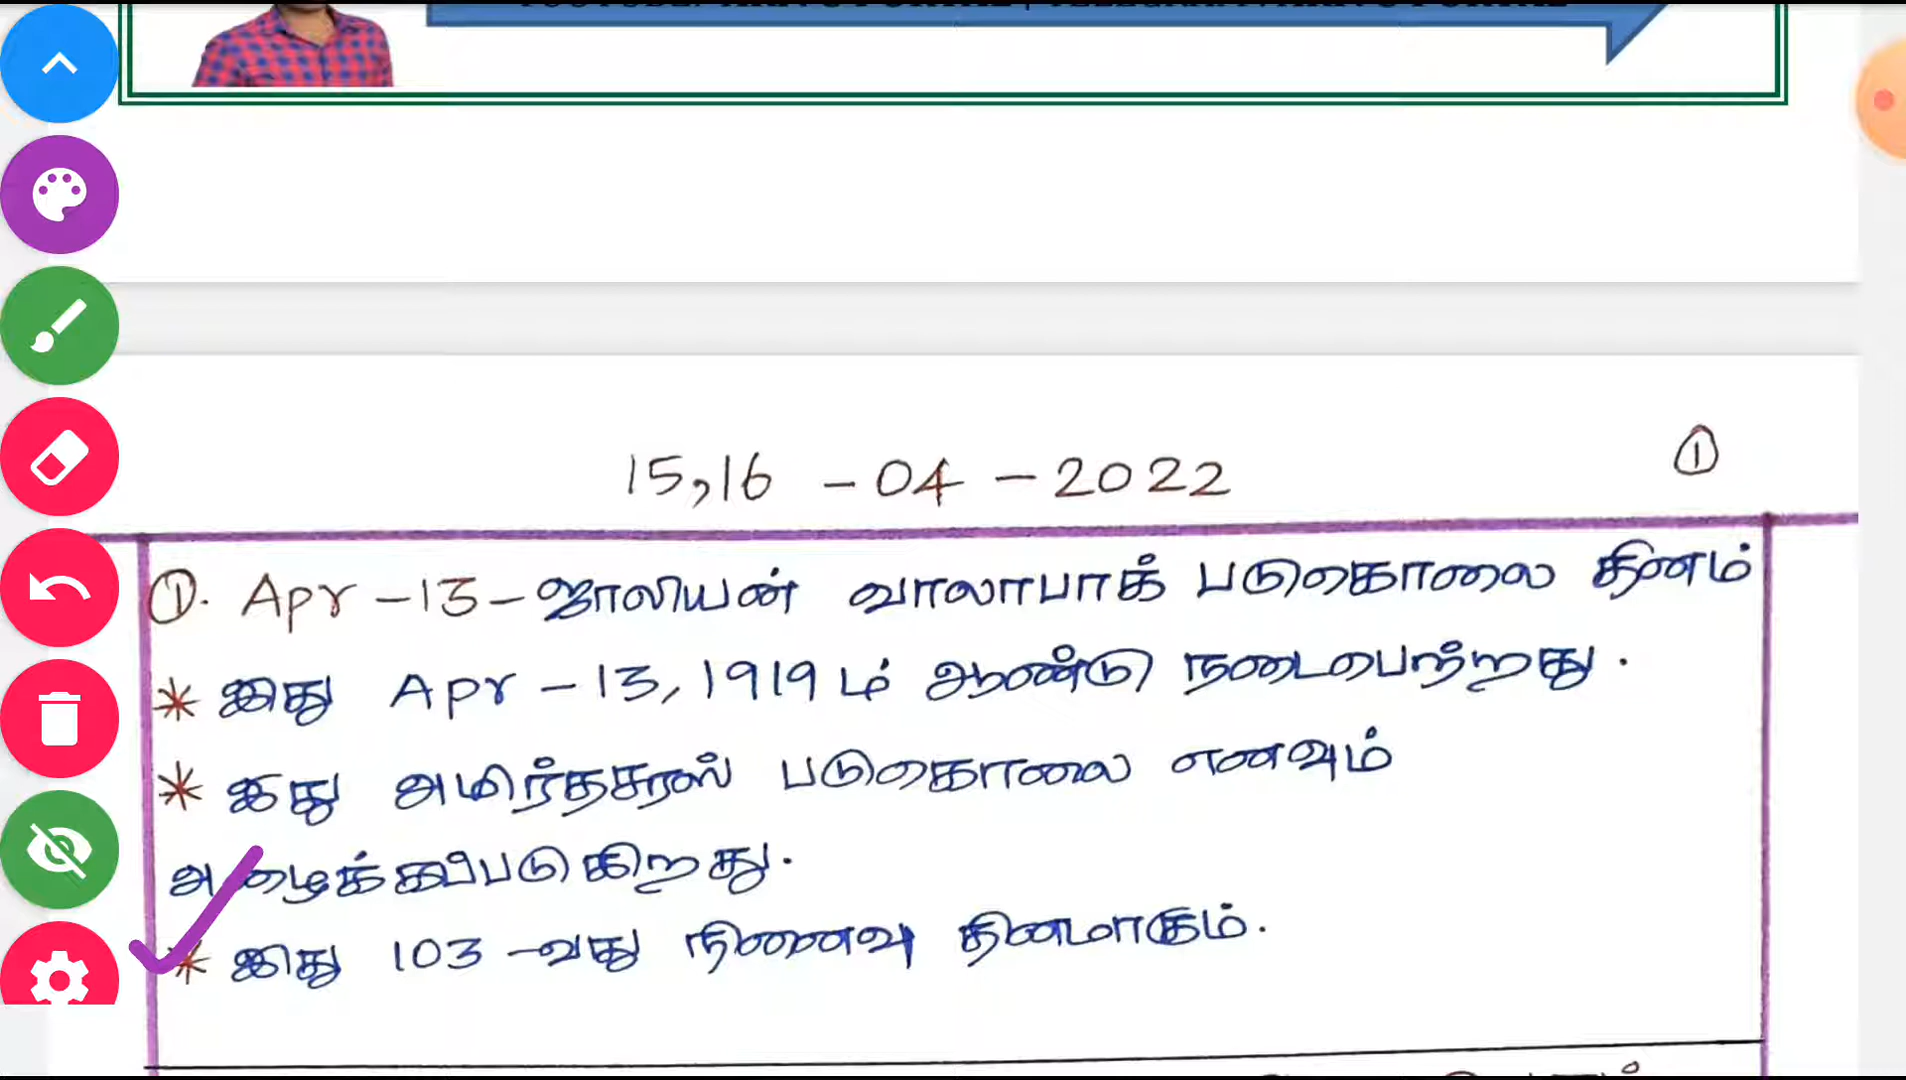 15,16 - 04 - 2022
①
①. Apr - 13 - ஜாலியன் வாலாபாக் படுகொலை தினம்
* இது Apr - 13, 1919 ம் ஆண்டு நடைபெற்றது.
* இது அமிர்தசரஸ் படுகொலை எனவும்
அழைக்கப்படுகிறது.
* இது 103 -வது நினைவு தினமாகும்.